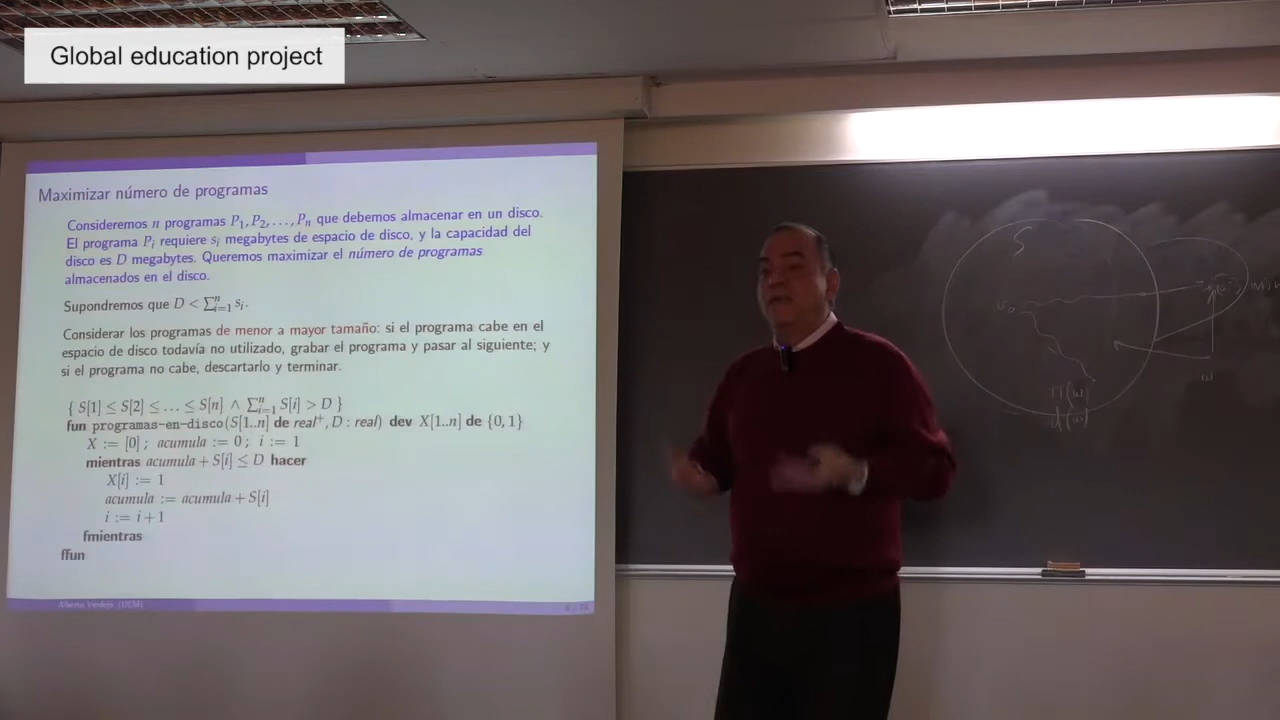 Global education project
Maximizar número de programas
Consideremos n programas P₁, P₂, . . . , Pₙ que debemos almacenar en un disco.
El programa Pᵢ requiere sᵢ megabytes de espacio de disco, y la capacidad del
disco es D megabytes. Queremos maximizar el número de programas
almacenados en el disco.
Supondremos que D < ∑ⁿᵢ₌₁ sᵢ.
Considerar los programas de menor a mayor tamaño: si el programa cabe en el
espacio de disco todavía no utilizado, grabar el programa y pasar al siguiente; y
si el programa no cabe, descartarlo y terminar.
{ S[1] ≤ S[2] ≤ . . . ≤ S[n] ∧ ∑ⁿᵢ₌₁ S[i] > D }
fun programas-en-disco(S[1..n] de real⁺, D : real) dev X[1..n] de {0, 1}
X := [0] ; acumula := 0 ; i := 1
mientras acumula + S[i] ≤ D hacer
X[i] := 1
acumula := acumula + S[i]
i := i + 1
fmientras
ffun
Alberto Verdejo (UCM)
S